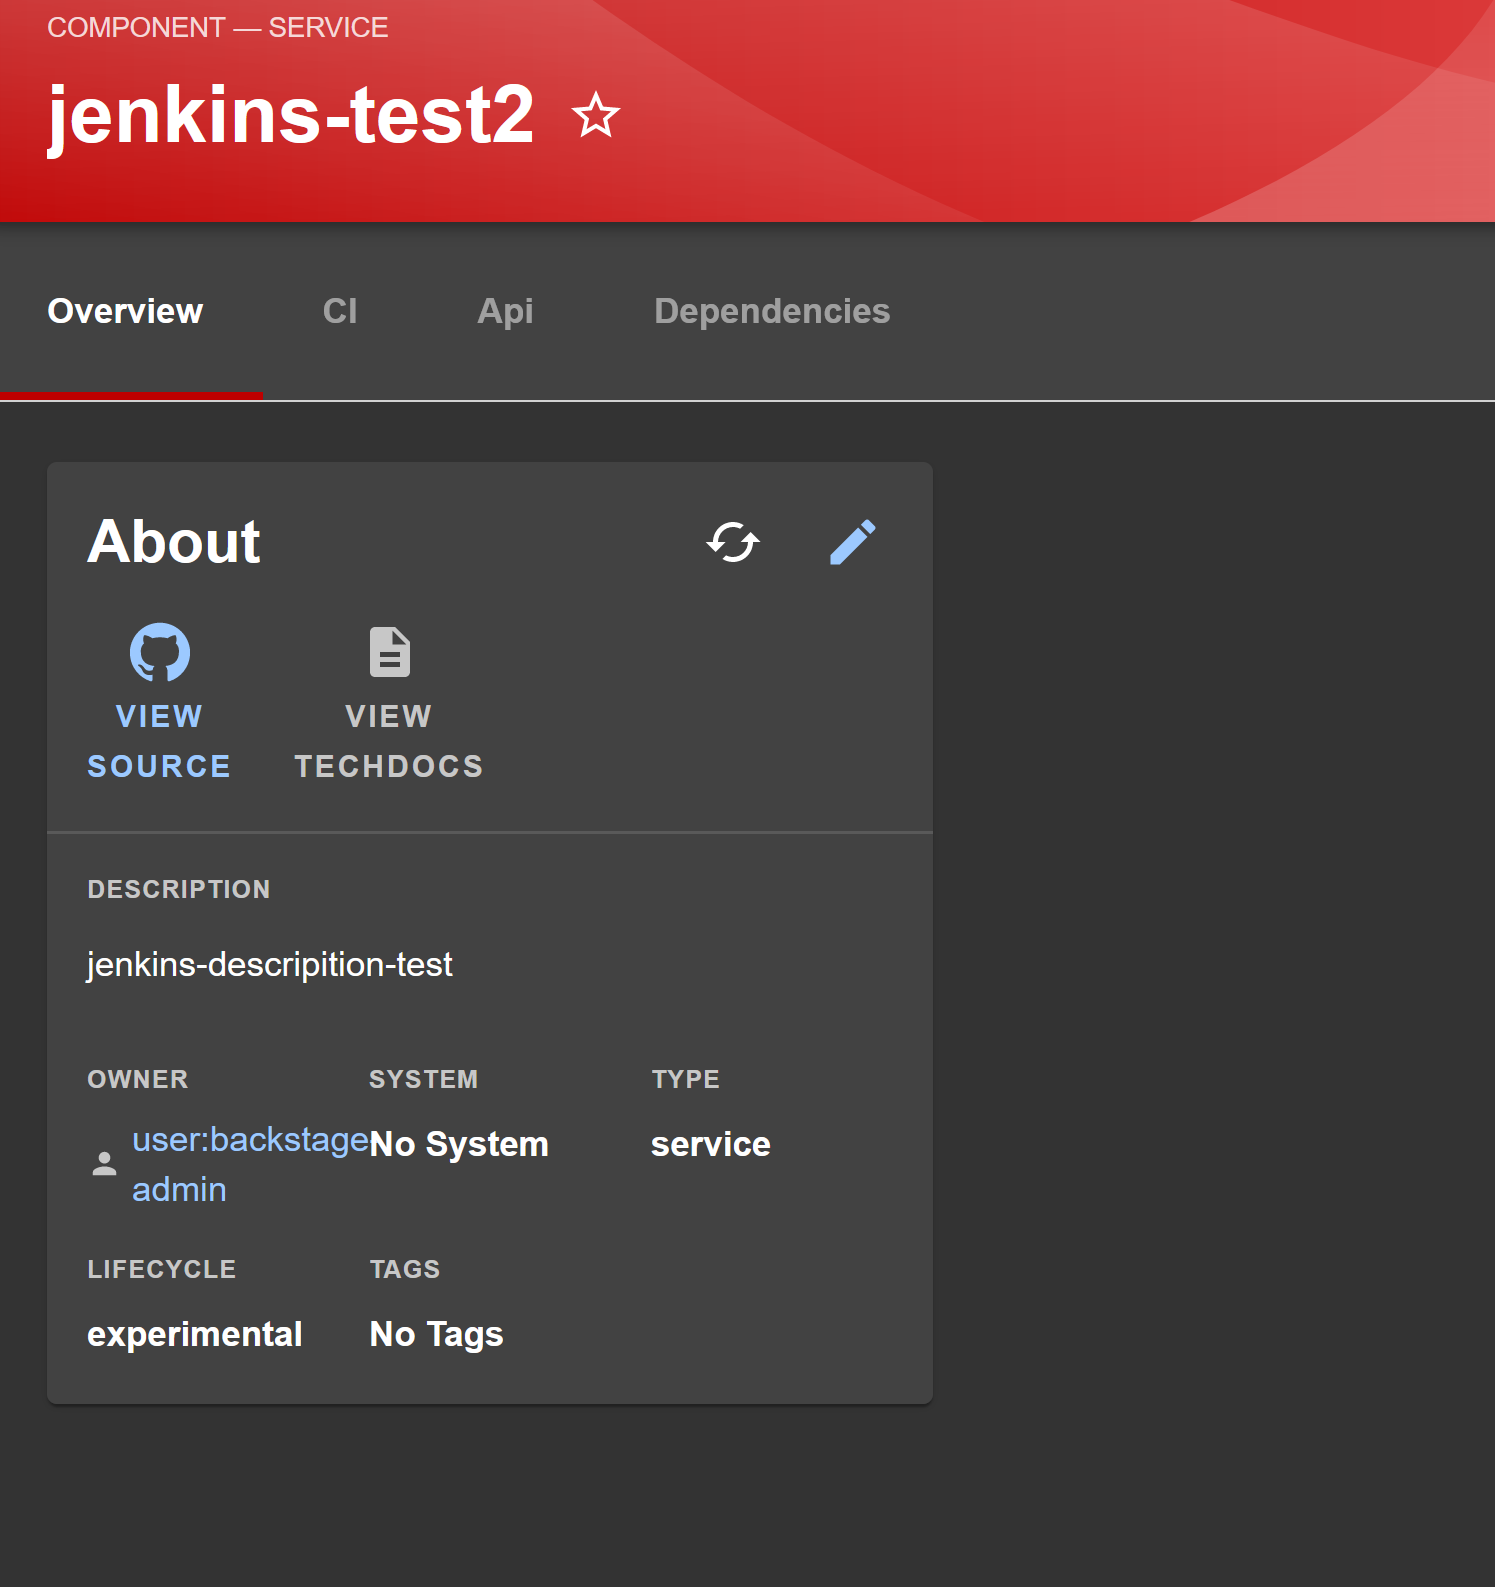 COMPONENT — SERVICE
jenkins-test2
Overview CI Api Dependencies
About
VIEW SOURCE
VIEW TECHDOCS
DESCRIPTION
jenkins-descripition-test
OWNER SYSTEM TYPE
user:backstage-admin No System service
LIFECYCLE TAGS
experimental No Tags